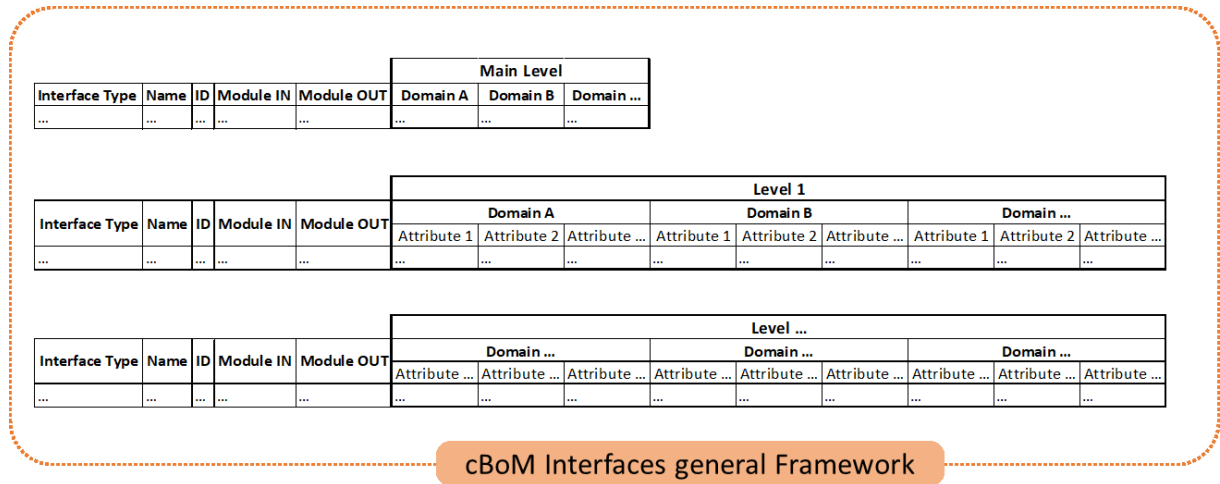 Main Level
Interface Type Name ID Module IN Module OUT Domain A Domain B Domain ...
... ... ... ... ... ... ... ...
Level 1
Interface Type Name ID Module IN Module OUT Domain A Domain B Domain ...
Attribute 1 Attribute 2 Attribute ... Attribute 1 Attribute 2 Attribute ... Attribute 1 Attribute 2 Attribute ...
... ... ... ... ... ... ... ... ... ... ... ... ... ...
Level ...
Interface Type Name ID Module IN Module OUT Domain ... Domain ... Domain ...
Attribute ... Attribute ... Attribute ... Attribute ... Attribute ... Attribute ... Attribute ... Attribute ... Attribute ...
... ... ... ... ... ... ... ... ... ... ... ... ... ...
cBoM Interfaces general Framework